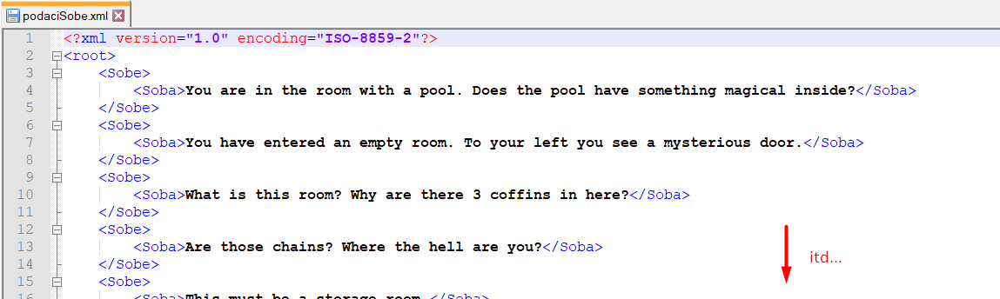 podaciSobe.xml
1 <?xml version="1.0" encoding="ISO-8859-2"?>
2 <root>
3 <Sobe>
4 <Soba>You are in the room with a pool. Does the pool have something magical inside?</Soba>
5 </Sobe>
6 <Sobe>
7 <Soba>You have entered an empty room. To your left you see a mysterious door.</Soba>
8 </Sobe>
9 <Sobe>
10 <Soba>What is this room? Why are there 3 coffins in here?</Soba>
11 </Sobe>
12 <Sobe>
13 <Soba>Are those chains? Where the hell are you?</Soba>
14 </Sobe>
itd...
15 <Sobe>
16 <Soba>This must be a storage room.</Soba>